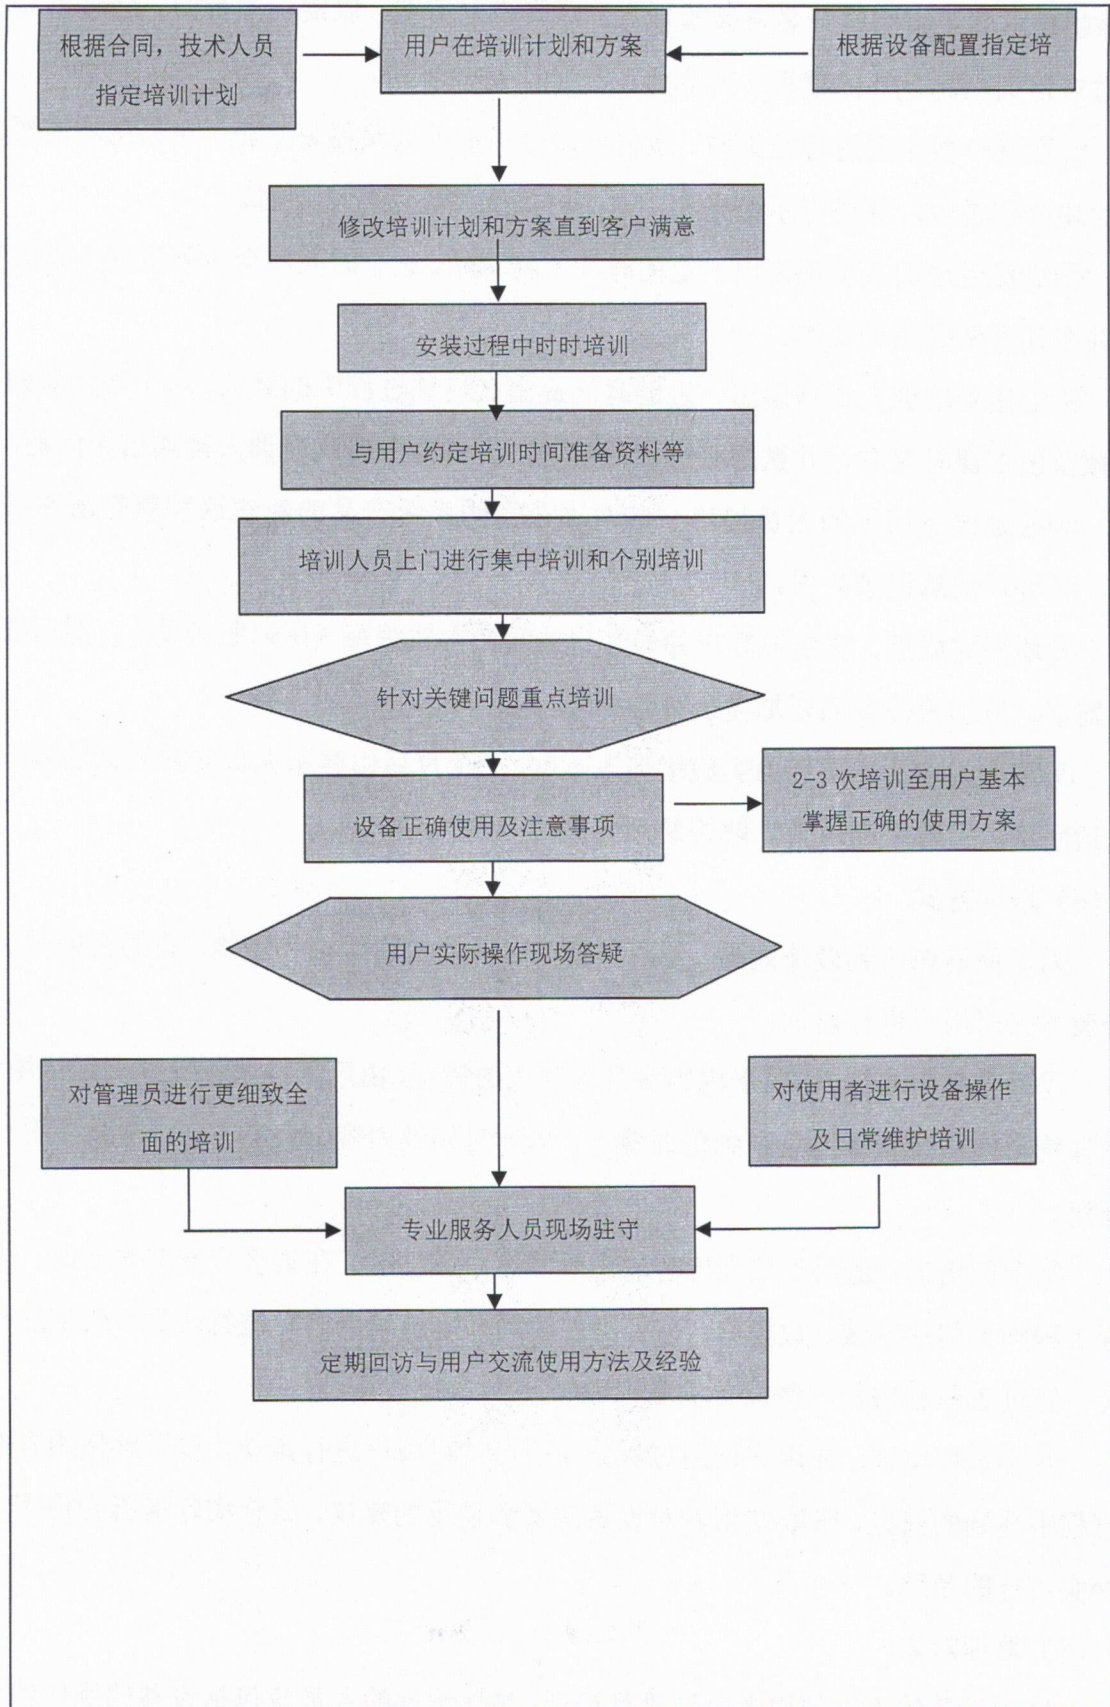 根据合同，技术人员
指定培训计划
用户在培训计划和方案
根据设备配置指定培
修改培训计划和方案直到客户满意
安装过程中时时培训
与用户约定培训时间准备资料等
培训人员上门进行集中培训和个别培训
针对关键问题重点培训
设备正确使用及注意事项
2-3 次培训至用户基本
掌握正确的使用方案
用户实际操作现场答疑
对管理员进行更细致全
面的培训
对使用者进行设备操作
及日常维护培训
专业服务人员现场驻守
定期回访与用户交流使用方法及经验